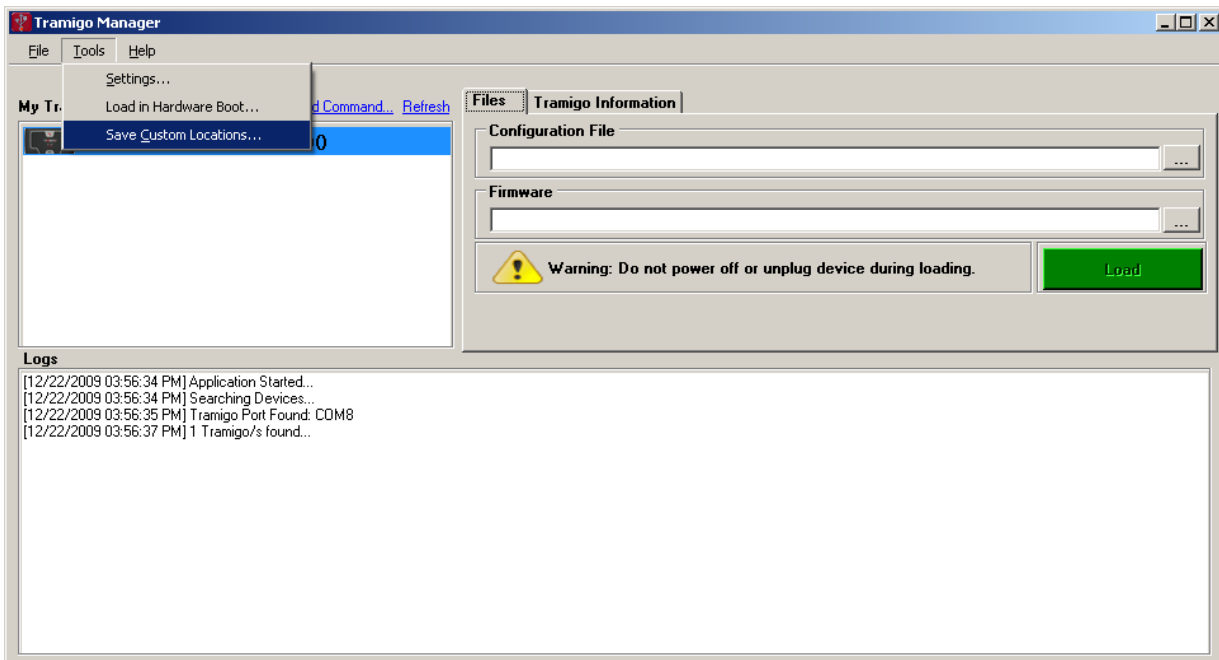 Tramigo Manager
File Tools Help
Settings...
Load in Hardware Boot...
Save Custom Locations...
My Tr
d Command... Refresh
0
Files Tramigo Information
Configuration File
...
Firmware
...
Warning: Do not power off or unplug device during loading.
Load
Logs
[12/22/2009 03:56:34 PM] Application Started...
[12/22/2009 03:56:34 PM] Searching Devices...
[12/22/2009 03:56:35 PM] Tramigo Port Found: COM8
[12/22/2009 03:56:37 PM] 1 Tramigo/s found...